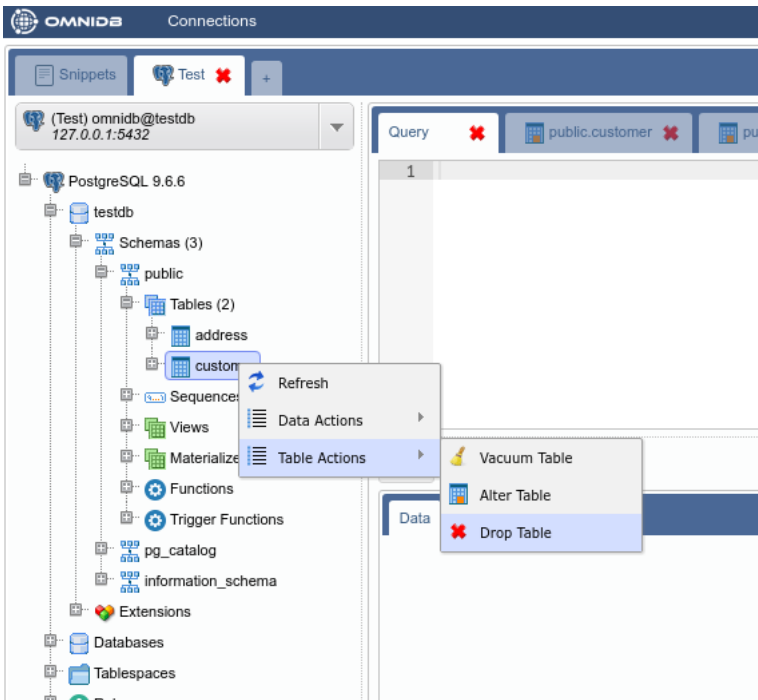 OMNIDB Connections
Snippets Test +
(Test) omnidb@testdb
127.0.0.1:5432
Query public.customer pu
1
PostgreSQL 9.6.6
testdb
Schemas (3)
public
Tables (2)
address
custom
Refresh
Sequences
Data Actions
Views
Materialize
Table Actions
Vacuum Table
Functions
Alter Table
Trigger Functions
Data
Drop Table
pg_catalog
information_schema
Extensions
Databases
Tablespaces